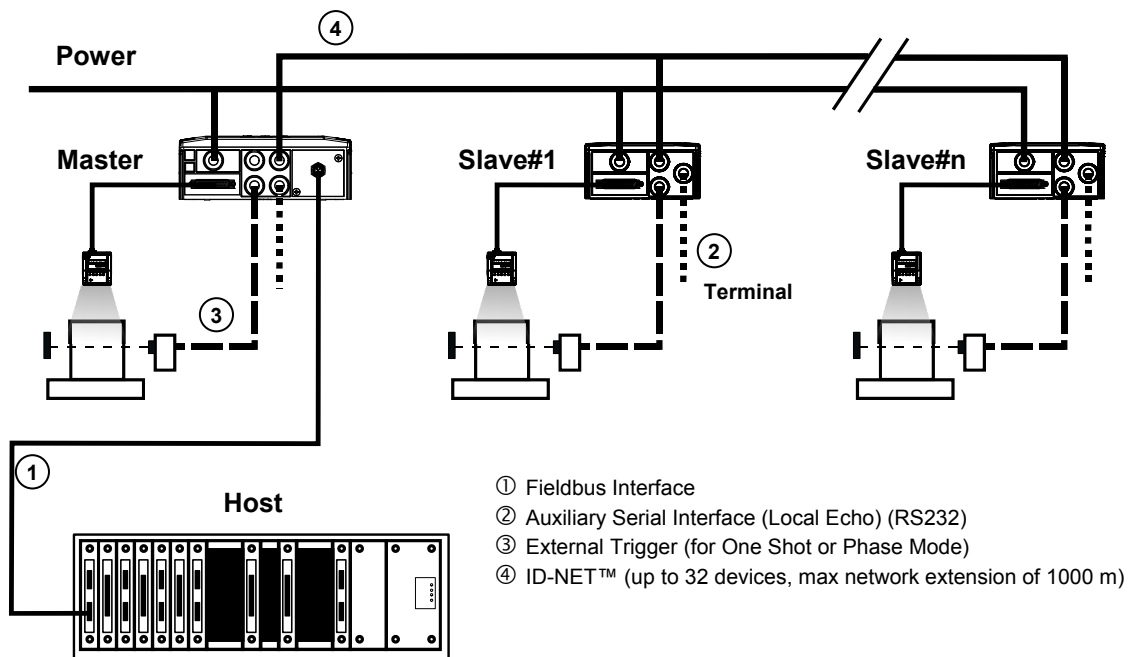 ④
Power
Master
Slave#1
Slave#n
②
Terminal
③
①
Host
① Fieldbus Interface
② Auxiliary Serial Interface (Local Echo) (RS232)
③ External Trigger (for One Shot or Phase Mode)
④ ID-NET™ (up to 32 devices, max network extension of 1000 m)